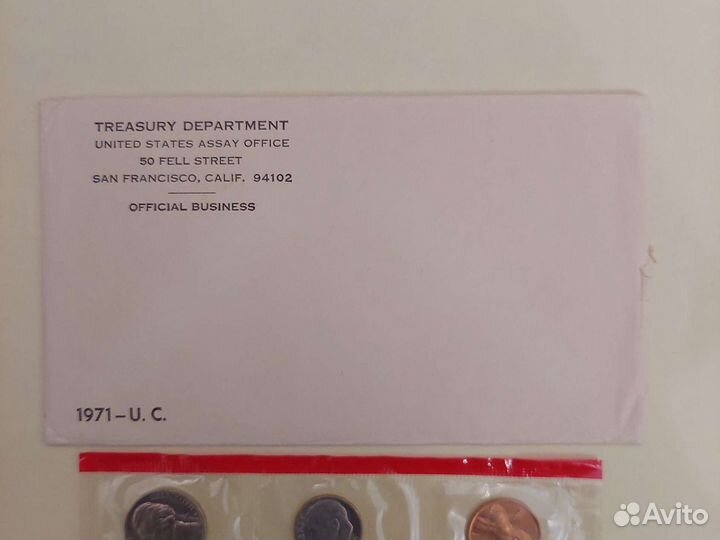 TREASURY DEPARTMENT
UNITED STATES ASSAY OFFICE
50 FELL STREET
SAN FRANCISCO, CALIF. 94102
OFFICIAL BUSINESS
1971 – U. C.
Avito